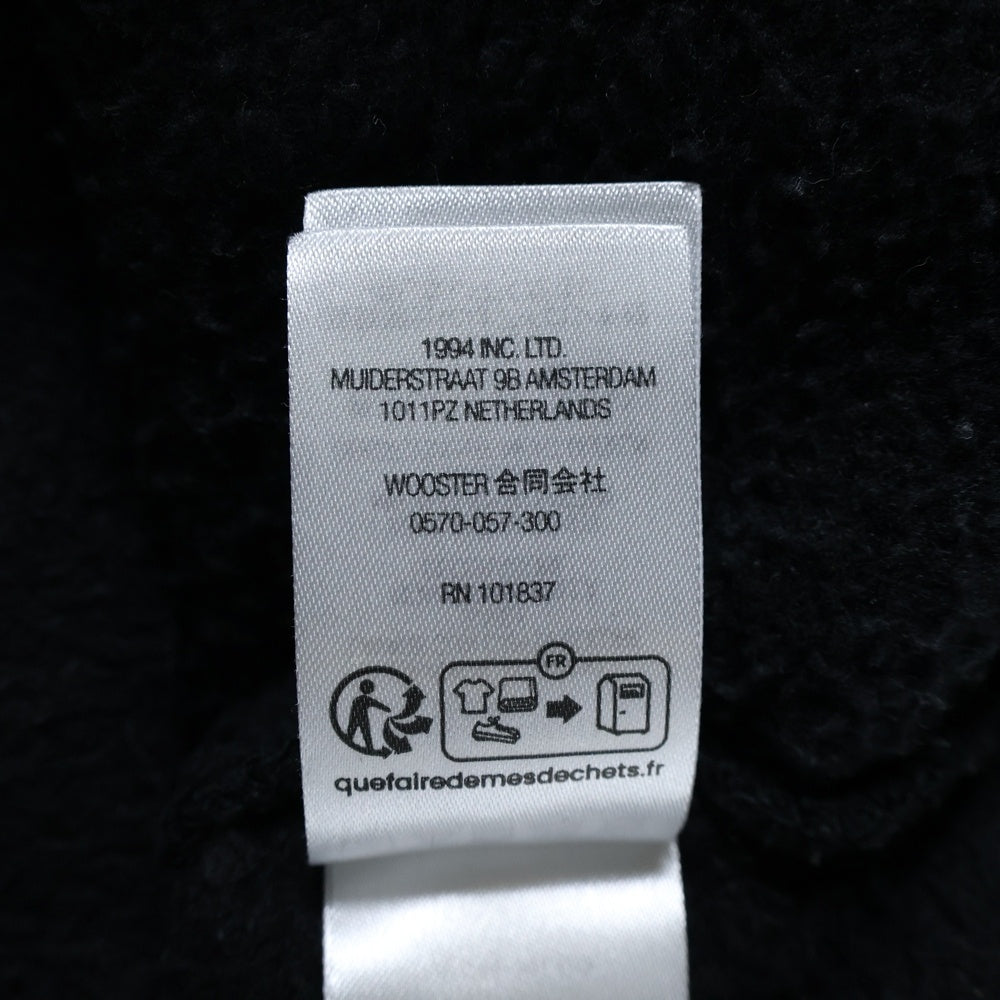 1994 INC. LTD.
MUIDERSTRAAT 9B AMSTERDAM
1011PZ NETHERLANDS
WOOSTER 合同会社
0570-057-300
RN 101837
FR
quefairedemesdechets.fr